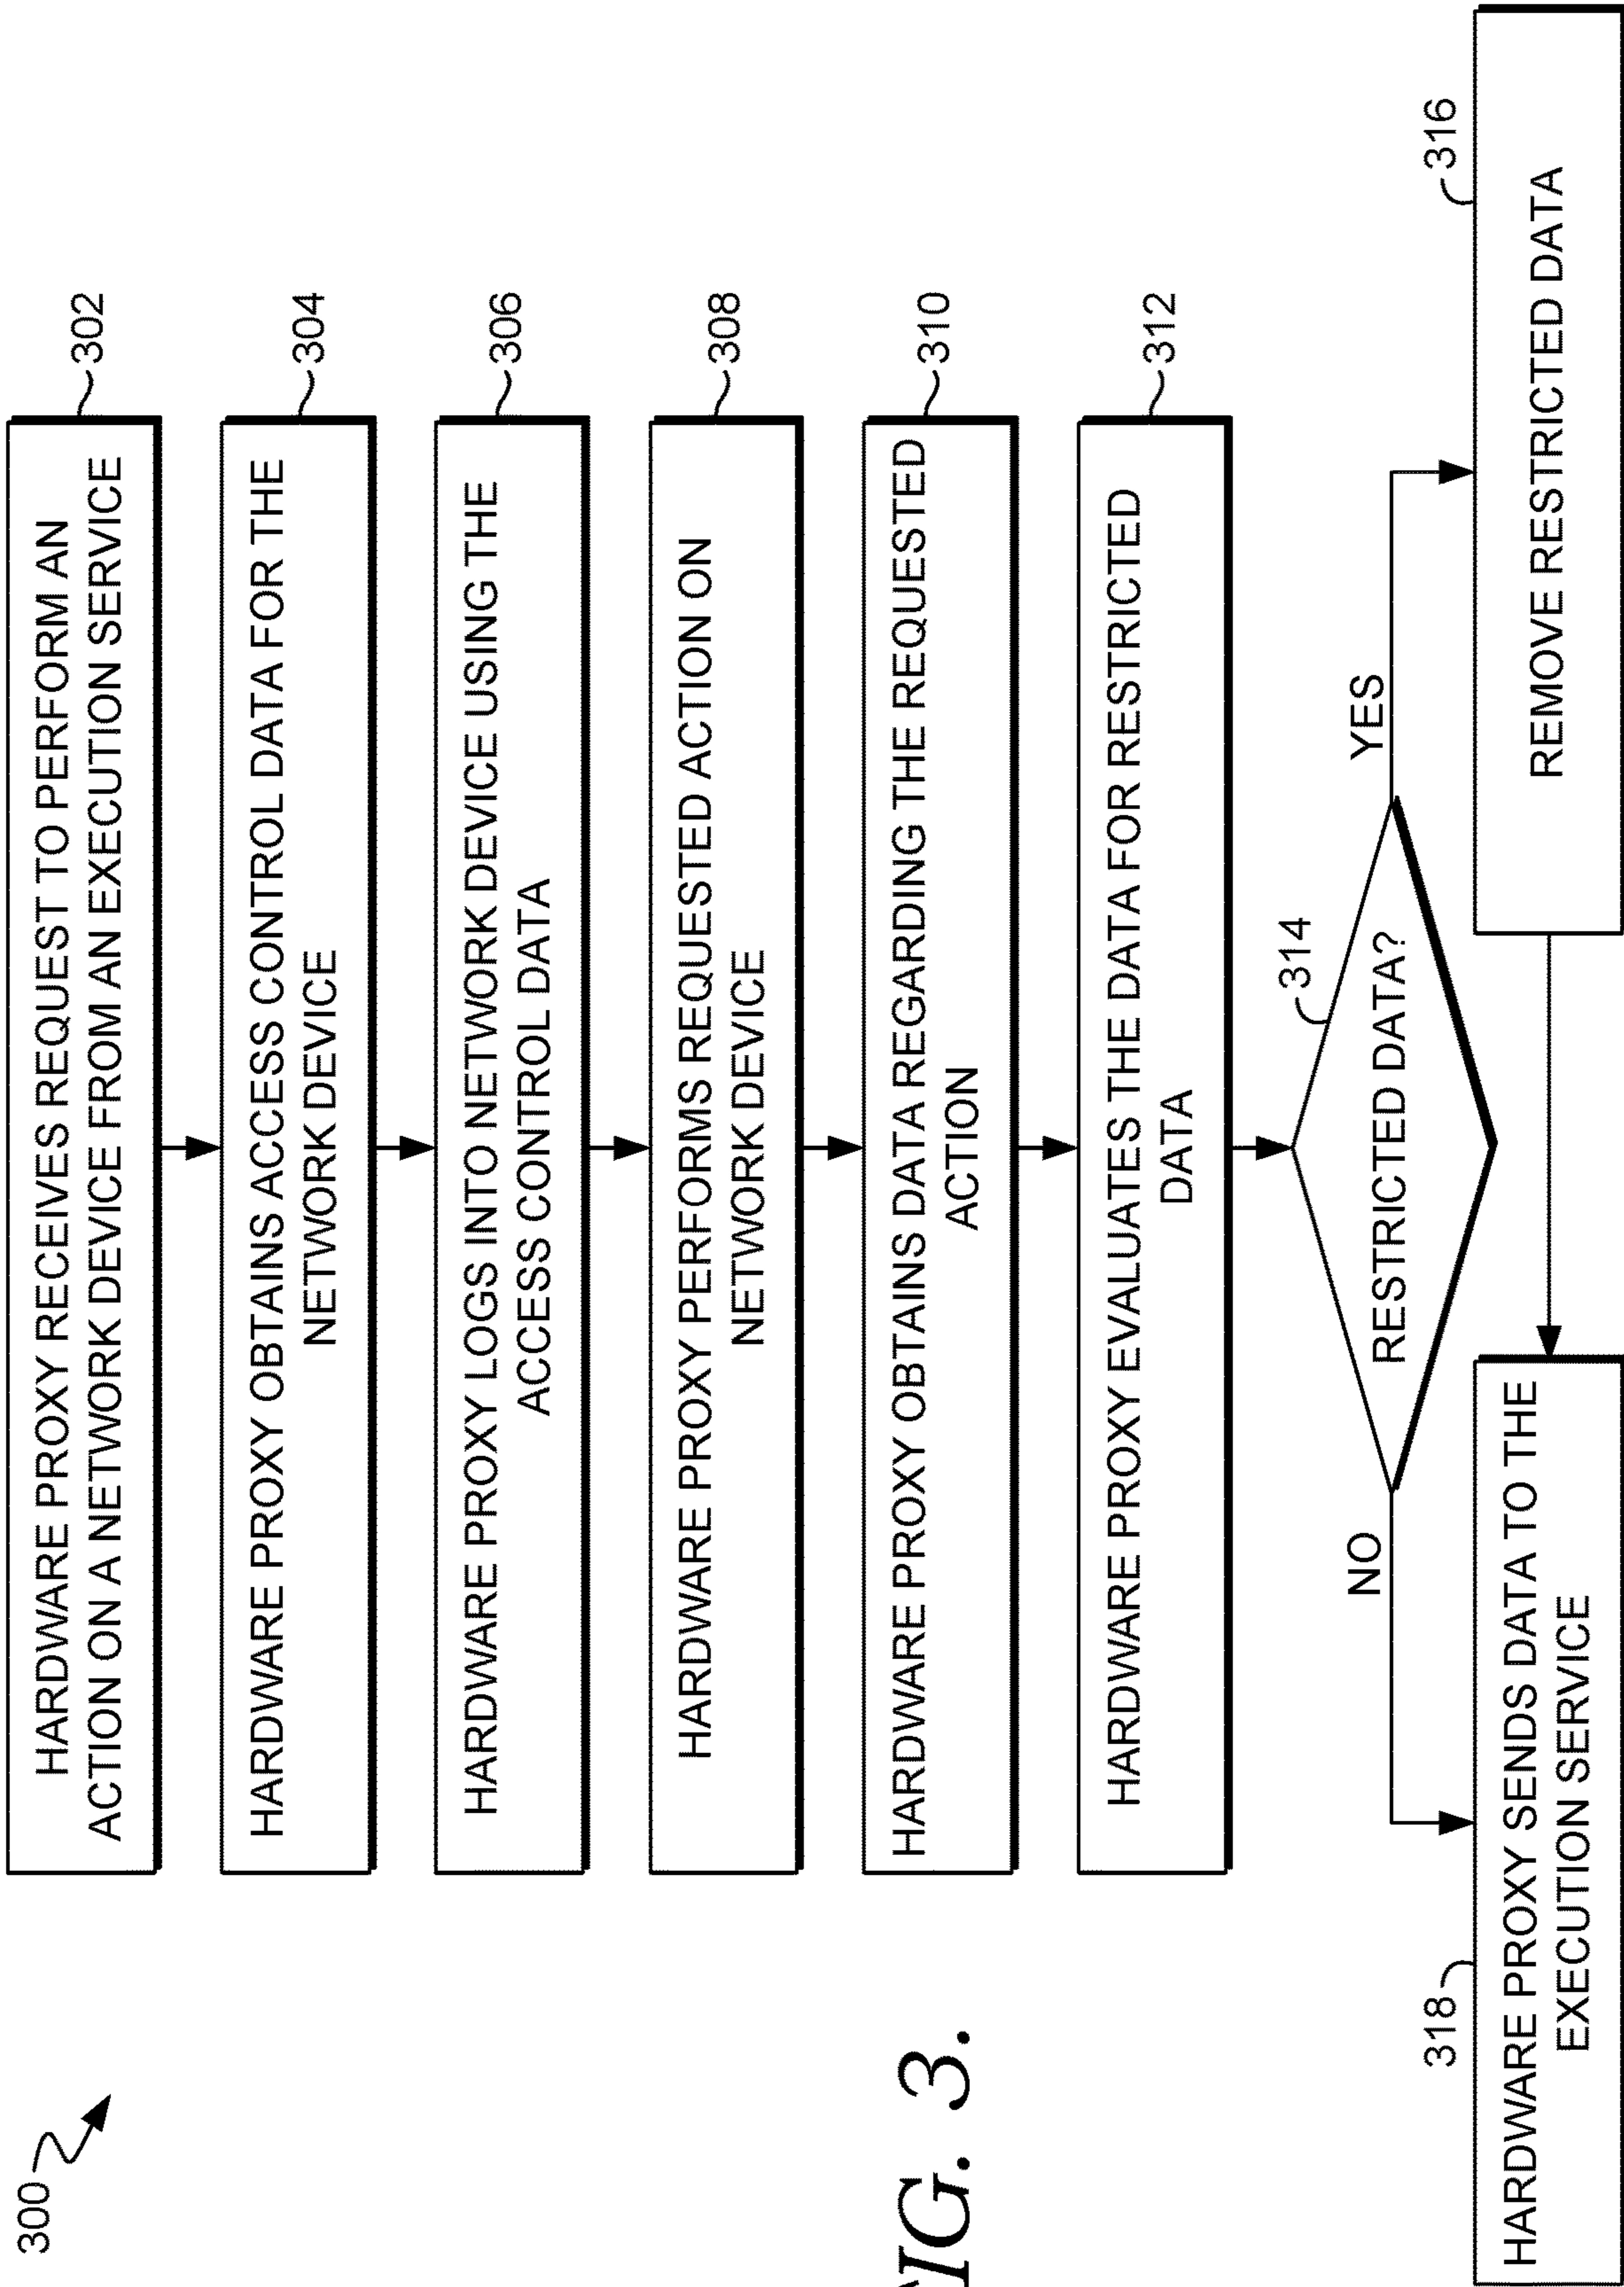 300
HARDWARE PROXY RECEIVES REQUEST TO PERFORM AN
ACTION ON A NETWORK DEVICE FROM AN EXECUTION SERVICE
302
HARDWARE PROXY OBTAINS ACCESS CONTROL DATA FOR THE
NETWORK DEVICE
304
HARDWARE PROXY LOGS INTO NETWORK DEVICE USING THE
ACCESS CONTROL DATA
306
HARDWARE PROXY PERFORMS REQUESTED ACTION ON
NETWORK DEVICE
308
HARDWARE PROXY OBTAINS DATA REGARDING THE REQUESTED
ACTION
310
HARDWARE PROXY EVALUATES THE DATA FOR RESTRICTED
DATA
312
314
RESTRICTED DATA?
NO
YES
318
HARDWARE PROXY SENDS DATA TO THE
EXECUTION SERVICE
316
REMOVE RESTRICTED DATA
IG. 3.